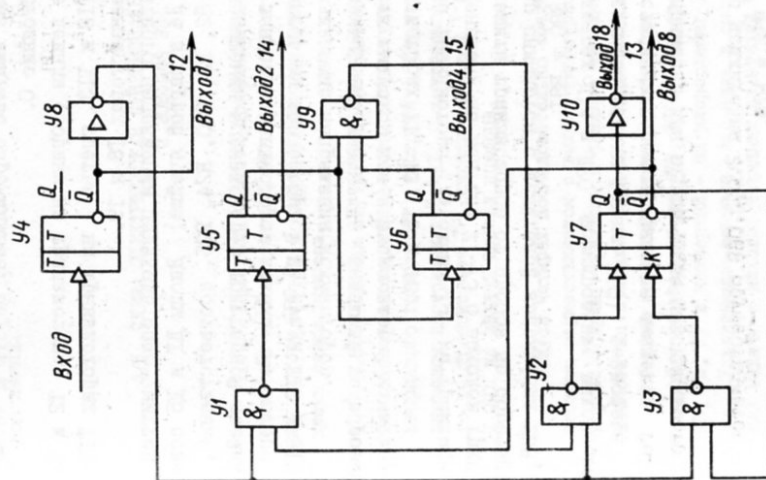 Вход
У4
T T
Q
Q̅
У8
12
Выход1
У1
&
У5
T T
Q
Q̅
14
Выход2
У9
&
У6
T T
Q
Q̅
15
Выход4
У2
&
У3
&
У7
T
K
Q
Q̅
У10
Выход18
13
Выход8